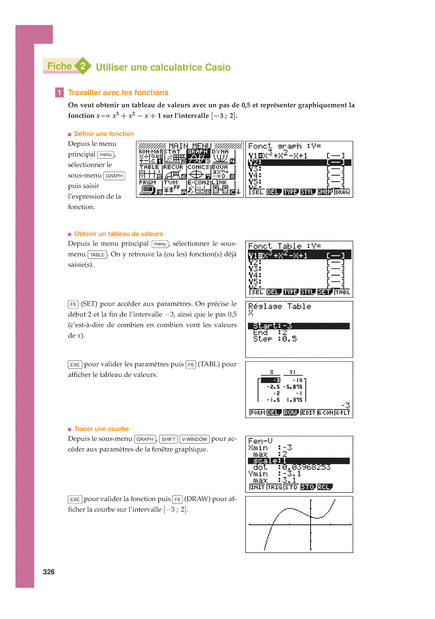 Fiche 2 Utiliser une calculatrice Casio
1 Travailler avec les fonctions
On veut obtenir un tableau de valeurs avec un pas de 0,5 et représenter graphiquement la
fonction x ↦ x³ + x² − x + 1 sur l'intervalle [−3 ; 2].
Définir une fonction
Depuis le menu
principal menu,
sélectionner le
sous-menu GRAPH
puis saisir
l'expression de la
fonction.
MAIN MENU
RUN·MAT STAT GRAPH DYNA
TABLE RECUR CONICS EQUA
PRGM TVM E-CON2 LINK
Graph Func :Y=
Y1=X³+X²-X+1 [—]
Y2:
Y3:
Y4:
Y5:
SEL DEL TYPE STYL DRAW
Obtenir un tableau de valeurs
Depuis le menu principal menu, sélectionner le sous-
menu TABLE. On y retrouve la (ou les) fonction(s) déjà
saisie(s).
Fonct Table :Y=
Y1=X³+X²-X+1 [—]
Y2:
Y3:
Y4:
Y5:
SEL DEL TYPE STYL SET TABL
F5 (SET) pour accéder aux paramètres. On précise le
début 2 et la fin de l'intervalle −3, ainsi que le pas 0,5
(c'est-à-dire de combien en combien vont les valeurs
de x).
Réglage Table
X
Start:-3
End :2
Step :0.5
EXE pour valider les paramètres puis F6 (TABL) pour
afficher le tableau de valeurs.
X Y1
-3 -14
-2.5 -5.875
-2 -1
-1.5 1.375
-3
FORM DEL ROW EDIT G·CON G·PLT
Tracer une courbe
Depuis le sous-menu GRAPH, SHIFT V-WINDOW pour ac-
céder aux paramètres de la fenêtre graphique.
Fen-V
Xmin :-3
max :2
scale:1
dot :0.03968253
Ymin :-3.1
max :3.1
INIT TRIG STD STO RCL
EXE pour valider la fonction puis F6 (DRAW) pour af-
ficher la courbe sur l'intervalle [−3 ; 2].
326